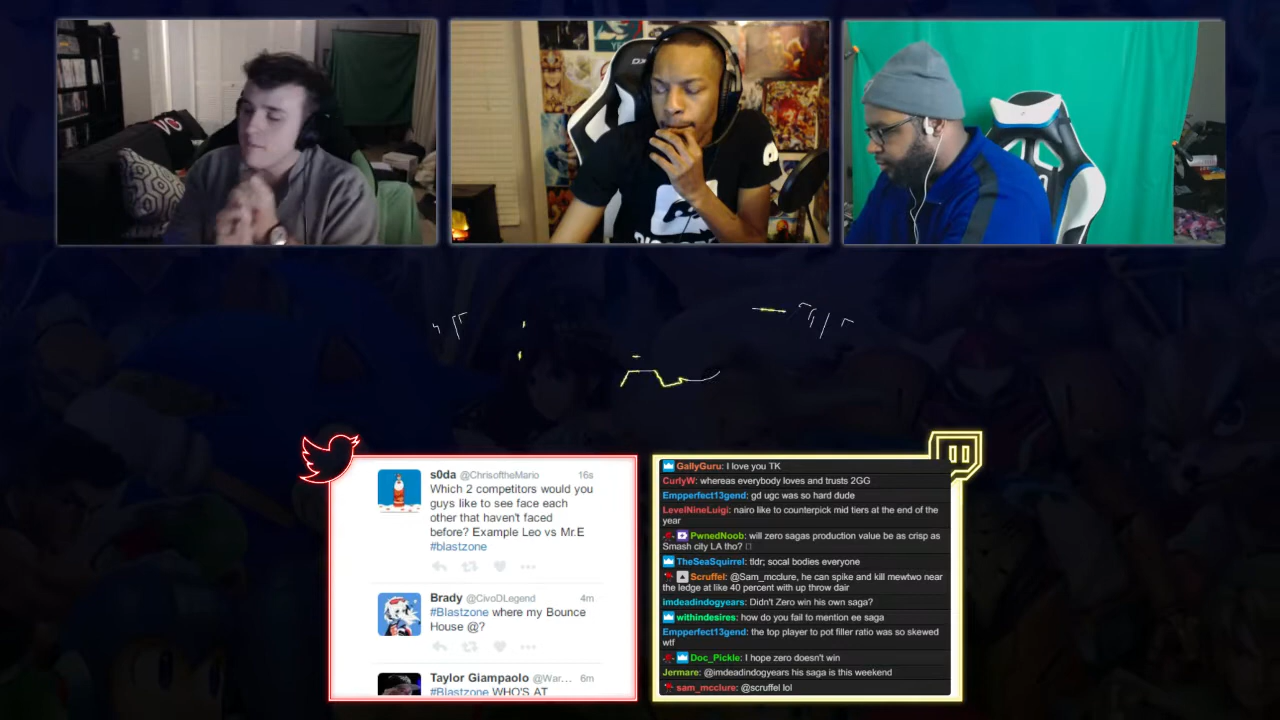 s0da @ChrisoftheMario 16s
Which 2 competitors would you
guys like to see face each
other that haven't faced
before? Example Leo vs Mr.E
#blastzone
Brady @CivoDLegend 4m
#Blastzone where my Bounce
House @?
Taylor Giampaolo @War... 6m
#Blastzone WHO'S AT
GallyGuru: I love you TK
CurlyW: whereas everybody loves and trusts 2GG
Empperfect13gend: gd ugc was so hard dude
LevelNineLuigi: nairo like to counterpick mid tiers at the end of the
year
PwnedNoob: will zero sagas production value be as crisp as
Smash city LA tho?
TheSeaSquirrel: tldr; socal bodies everyone
Scruffel: @Sam_mcclure, he can spike and kill mewtwo near
the ledge at like 40 percent with up throw dair
imdeadindogyears: Didn't Zero win his own saga?
withindesires: how do you fail to mention ee saga
Empperfect13gend: the top player to pot filler ratio was so skewed
wtf
Doc_Pickle: I hope zero doesn't win
Jermare: @imdeadindogyears his saga is this weekend
sam_mcclure: @scruffel lol